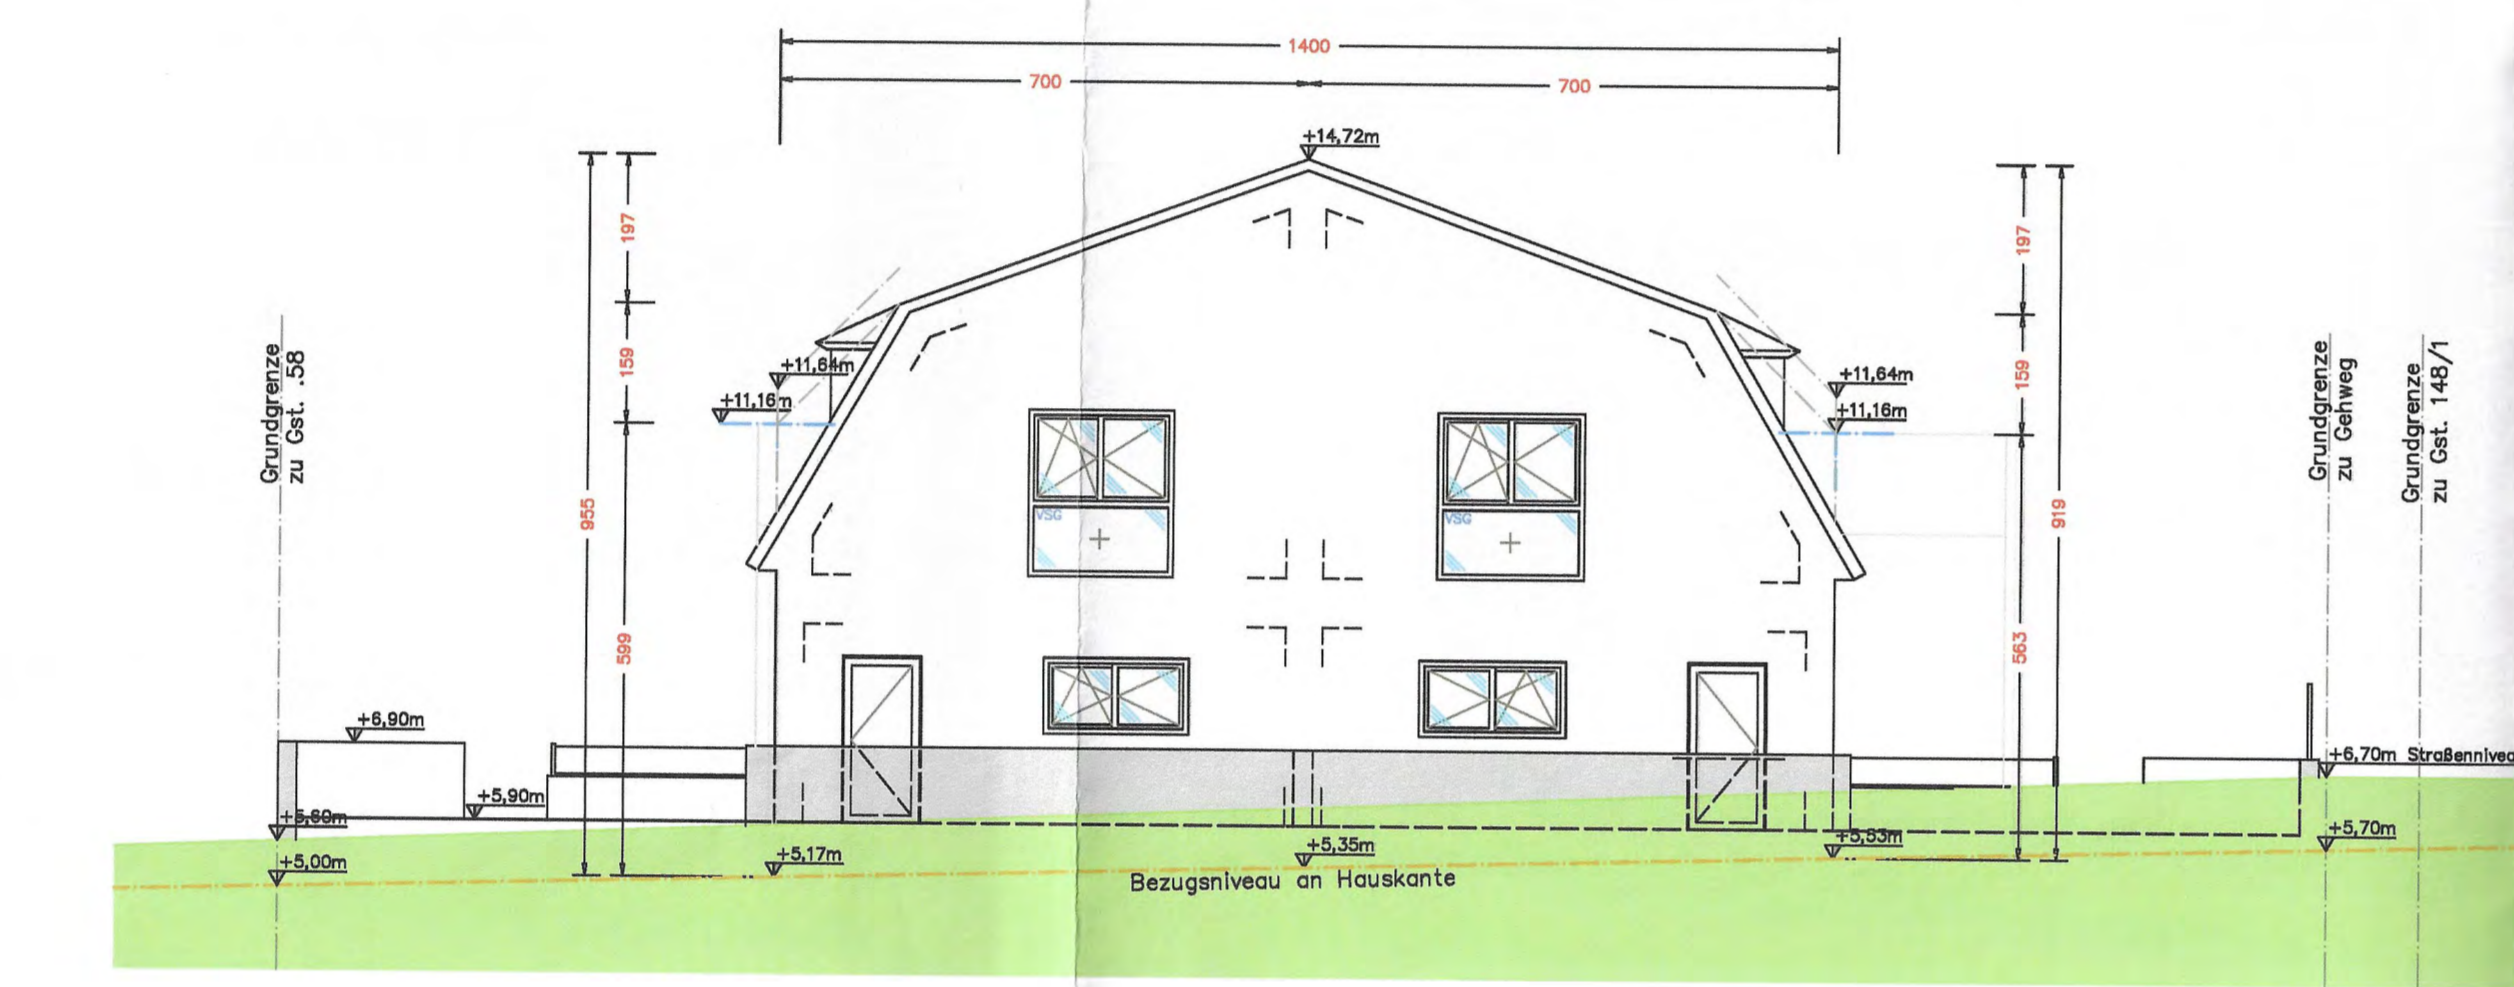 1400
700
700
+14,72m
197
197
159
159
+11,64m
+11,16m
+11,64m
+11,16m
Grundgrenze
zu Gst. .58
Grundgrenze
zu Gehweg
Grundgrenze
zu Gst. 148/1
955
599
919
563
VSG
VSG
+6,90m
+5,90m
+5,60m
+5,00m
+5,17m
+5,35m
+5,53m
+6,70m Straßennivea
+5,70m
Bezugsniveau an Hauskante